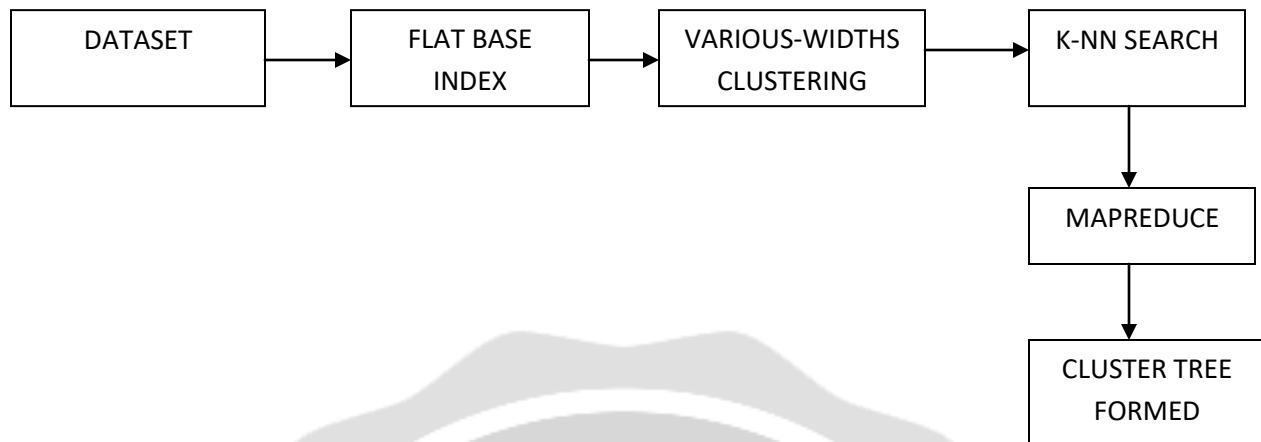 DATASET
FLAT BASE
INDEX
VARIOUS-WIDTHS
CLUSTERING
K-NN SEARCH
MAPREDUCE
CLUSTER TREE
FORMED